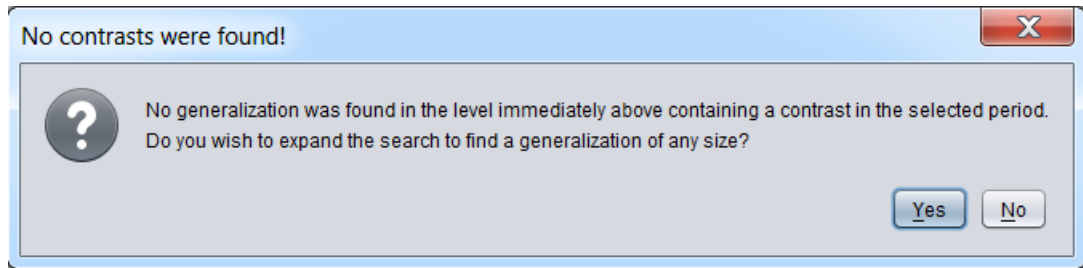 No contrasts were found!
X
?
No generalization was found in the level immediately above containing a contrast in the selected period.
Do you wish to expand the search to find a generalization of any size?
Yes No